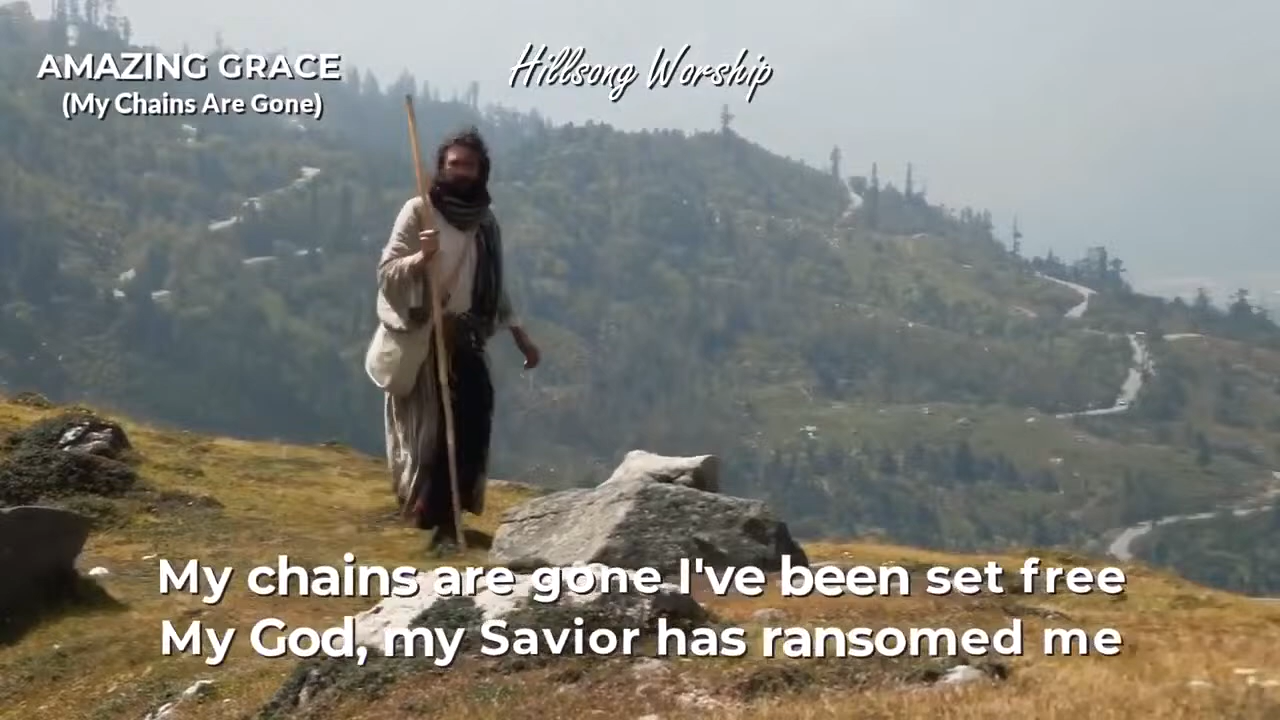 AMAZING GRACE
(My Chains Are Gone)
Hillsong Worship
My chains are gone I've been set free
My God, my Savior has ransomed me